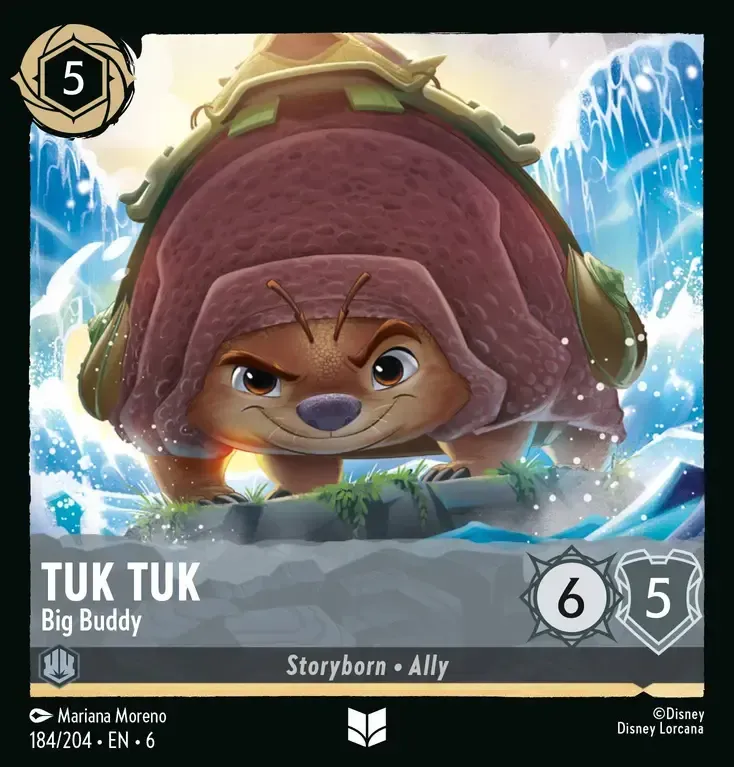 5
TUK TUK
Big Buddy
6
5
Storyborn • Ally
Mariana Moreno
184/204 • EN • 6
©Disney
Disney Lorcana